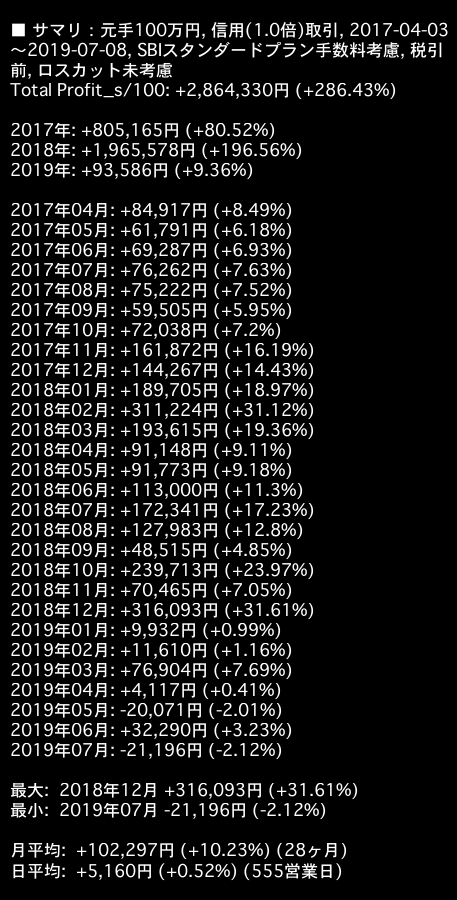 ■ サマリ：元手100万円, 信用(1.0倍)取引, 2017-04-03
～2019-07-08, SBIスタンダードプラン手数料考慮, 税引
前, ロスカット未考慮
Total Profit_s/100: +2,864,330円 (+286.43%)
2017年: +805,165円 (+80.52%)
2018年: +1,965,578円 (+196.56%)
2019年: +93,586円 (+9.36%)
2017年04月: +84,917円 (+8.49%)
2017年05月: +61,791円 (+6.18%)
2017年06月: +69,287円 (+6.93%)
2017年07月: +76,262円 (+7.63%)
2017年08月: +75,222円 (+7.52%)
2017年09月: +59,505円 (+5.95%)
2017年10月: +72,038円 (+7.2%)
2017年11月: +161,872円 (+16.19%)
2017年12月: +144,267円 (+14.43%)
2018年01月: +189,705円 (+18.97%)
2018年02月: +311,224円 (+31.12%)
2018年03月: +193,615円 (+19.36%)
2018年04月: +91,148円 (+9.11%)
2018年05月: +91,773円 (+9.18%)
2018年06月: +113,000円 (+11.3%)
2018年07月: +172,341円 (+17.23%)
2018年08月: +127,983円 (+12.8%)
2018年09月: +48,515円 (+4.85%)
2018年10月: +239,713円 (+23.97%)
2018年11月: +70,465円 (+7.05%)
2018年12月: +316,093円 (+31.61%)
2019年01月: +9,932円 (+0.99%)
2019年02月: +11,610円 (+1.16%)
2019年03月: +76,904円 (+7.69%)
2019年04月: +4,117円 (+0.41%)
2019年05月: -20,071円 (-2.01%)
2019年06月: +32,290円 (+3.23%)
2019年07月: -21,196円 (-2.12%)
最大: 2018年12月 +316,093円 (+31.61%)
最小: 2019年07月 -21,196円 (-2.12%)
月平均: +102,297円 (+10.23%) (28ヶ月)
日平均: +5,160円 (+0.52%) (555営業日)